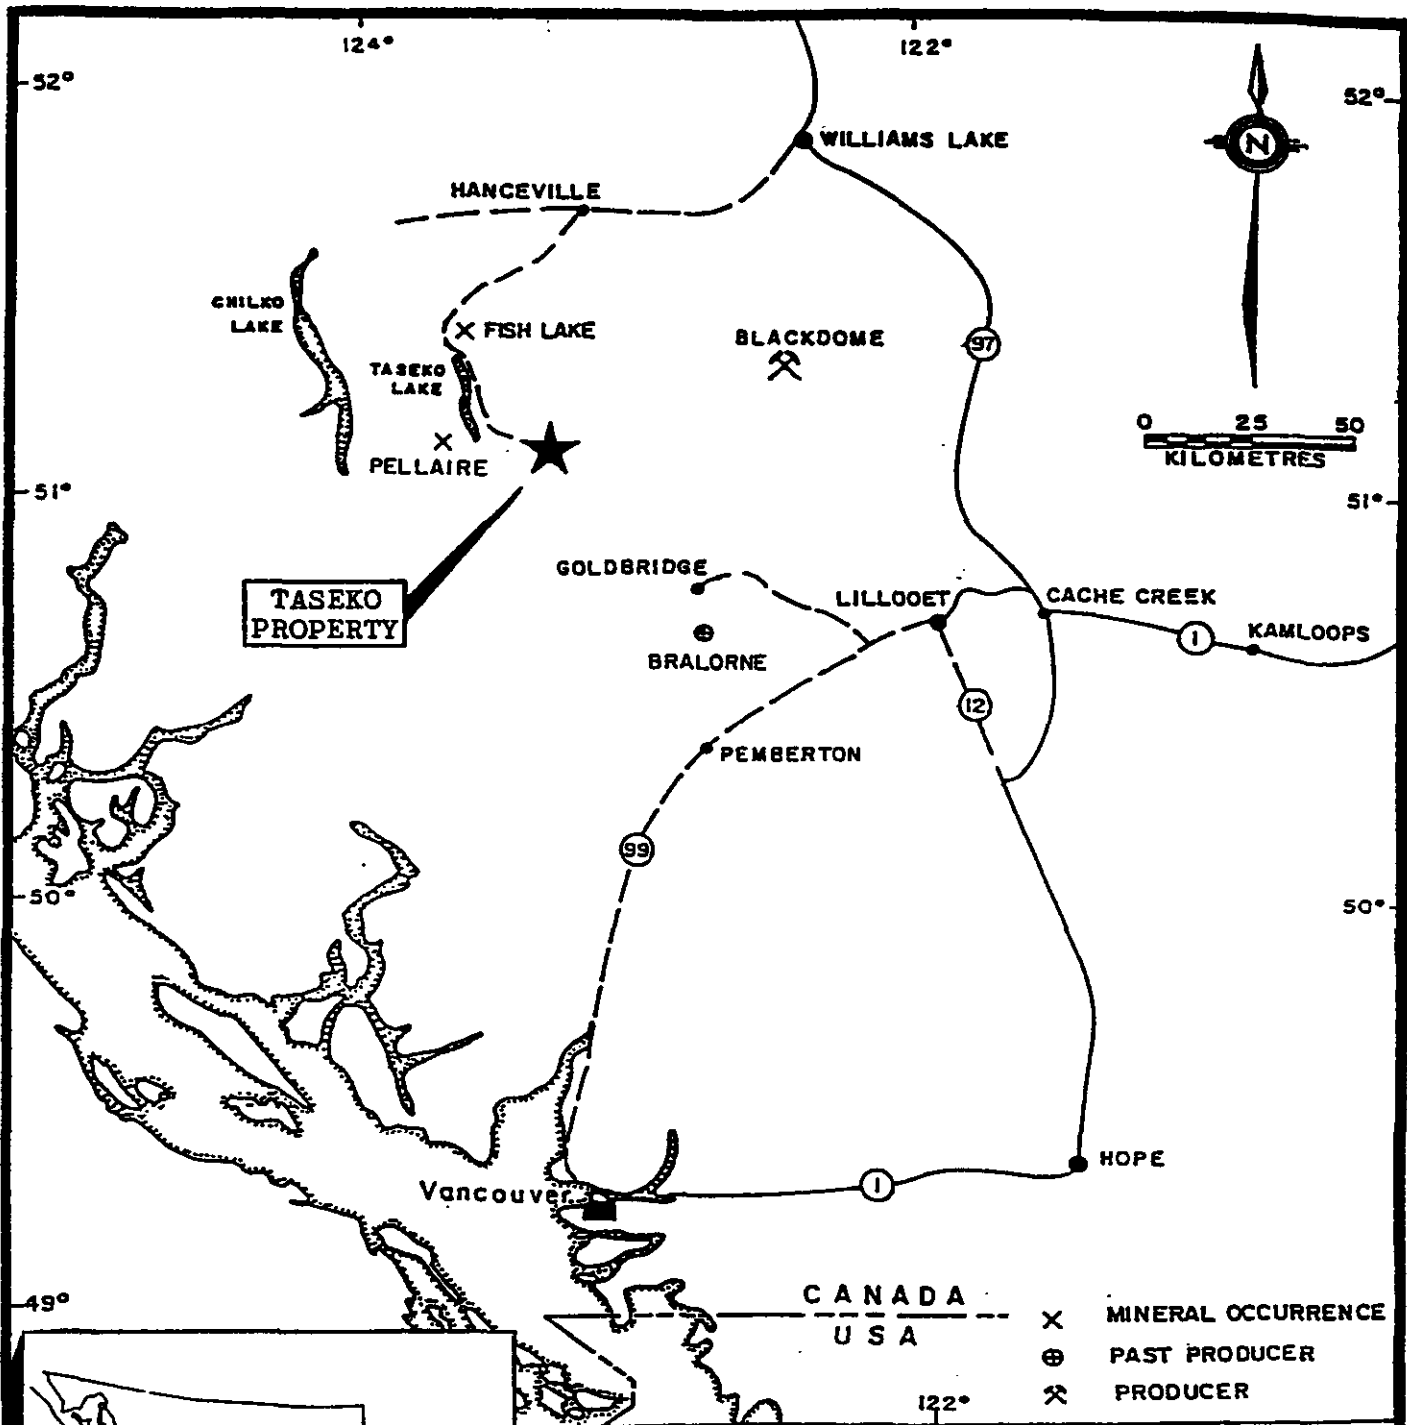 124°
122°
52°
52°
WILLIAMS LAKE
N
HANCEVILLE
CHILKO
LAKE
FISH LAKE
BLACKDOME
97
TASEKO
LAKE
0 25 50
KILOMETRES
PELLAIRE
51°
51°
GOLDBRIDGE
TASEKO
PROPERTY
LILLOOET
CACHE CREEK
1
KAMLOOPS
BRALORNE
12
PEMBERTON
99
50°
50°
HOPE
Vancouver
1
49°
CANADA
USA
MINERAL OCCURRENCE
PAST PRODUCER
PRODUCER
122°